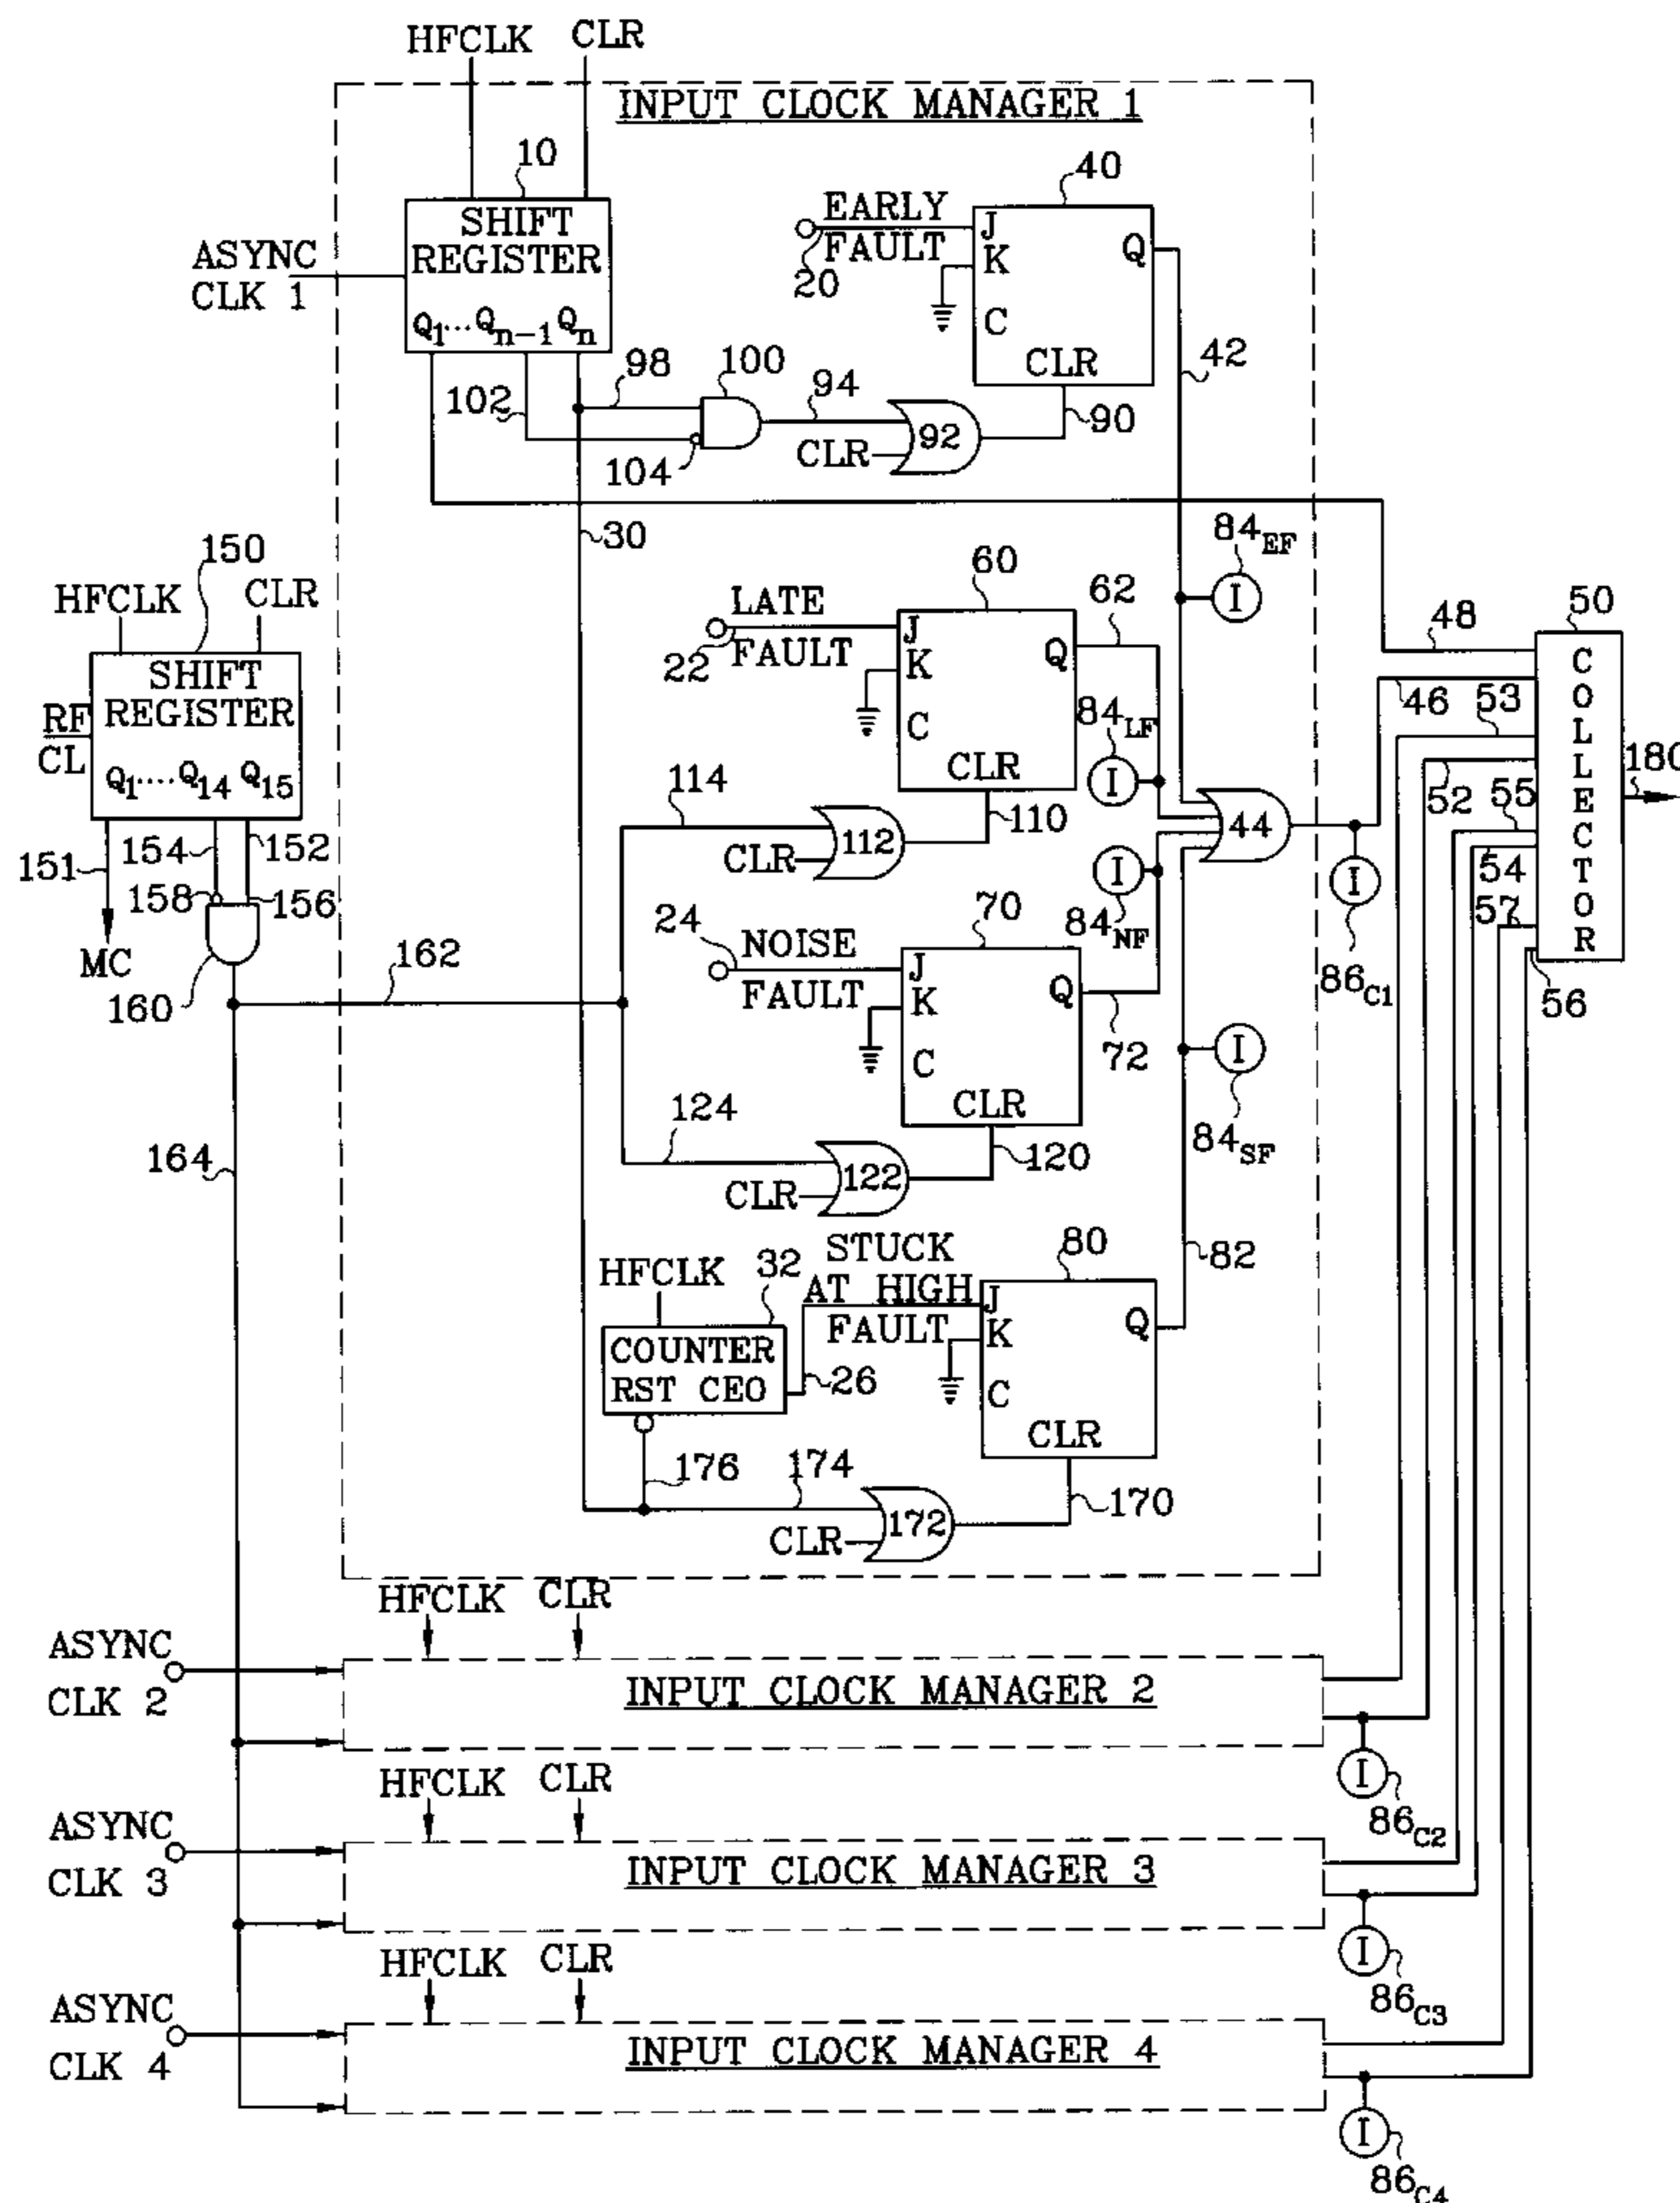 HFCLK CLR
INPUT CLOCK MANAGER 1
10
40
SHIFT
REGISTER
ASYNC
CLK 1
Q1...Qn-1 Qn
EARLY
FAULT
20
J
K
C
Q
CLR
42
98
100
94
102
104
92
CLR
90
30
84EF
150
HFCLK CLR
SHIFT
REGISTER
RF
CL
Q1....Q14 Q15
60
62
LATE
FAULT
22
J
K
C
Q
CLR
84LF
I
I
48
50
COLLECTOR
46
53
180
52
55
54
57
56
114
112
CLR
110
44
151
154
152
158
156
MC
160
162
I
84NF
I
86C1
24
NOISE
FAULT
70
J
K
C
Q
CLR
72
I
84SF
124
122
CLR
120
164
82
STUCK
AT HIGH
FAULT
80
HFCLK
32
COUNTER
RST CEO
26
J
K
C
Q
CLR
176
174
172
CLR
170
HFCLK CLR
ASYNC
CLK 2
INPUT CLOCK MANAGER 2
I
86C2
HFCLK CLR
ASYNC
CLK 3
INPUT CLOCK MANAGER 3
I
86C3
HFCLK CLR
ASYNC
CLK 4
INPUT CLOCK MANAGER 4
I
86C4